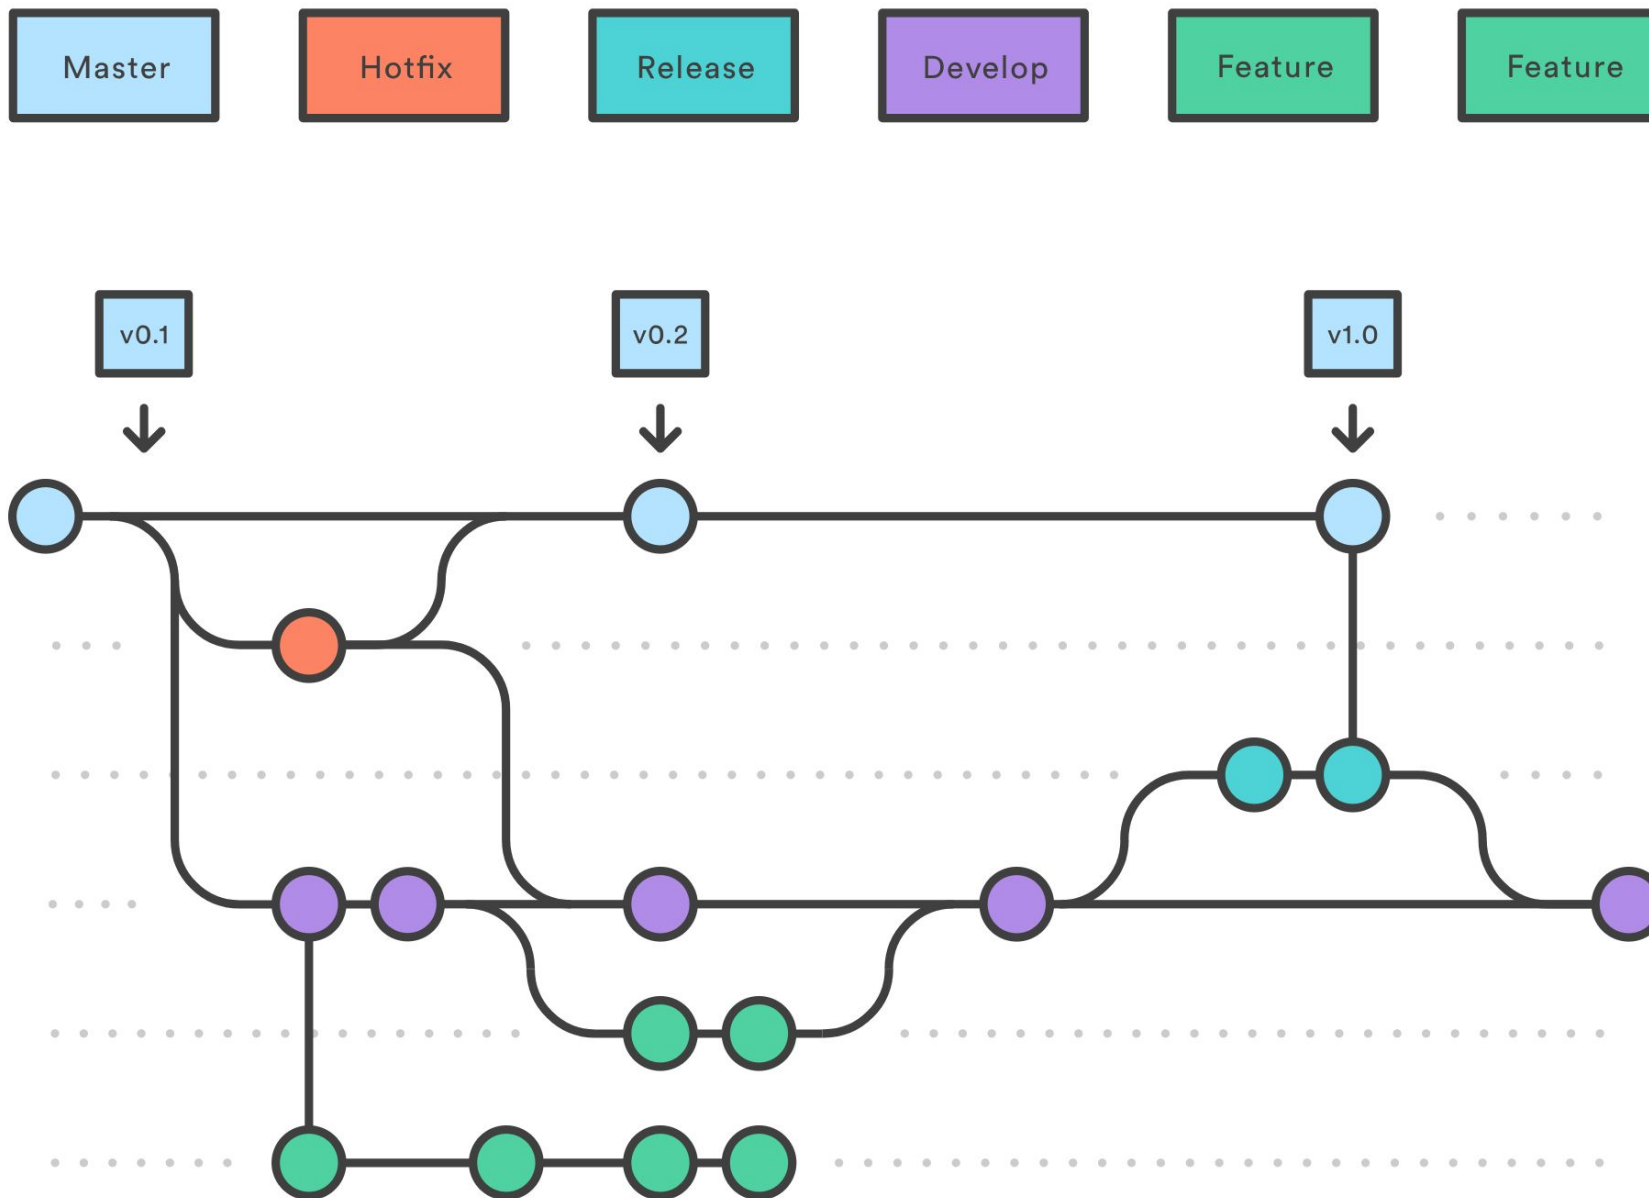 Master
Hotfix
Release
Develop
Feature
Feature
v0.1
v0.2
v1.0